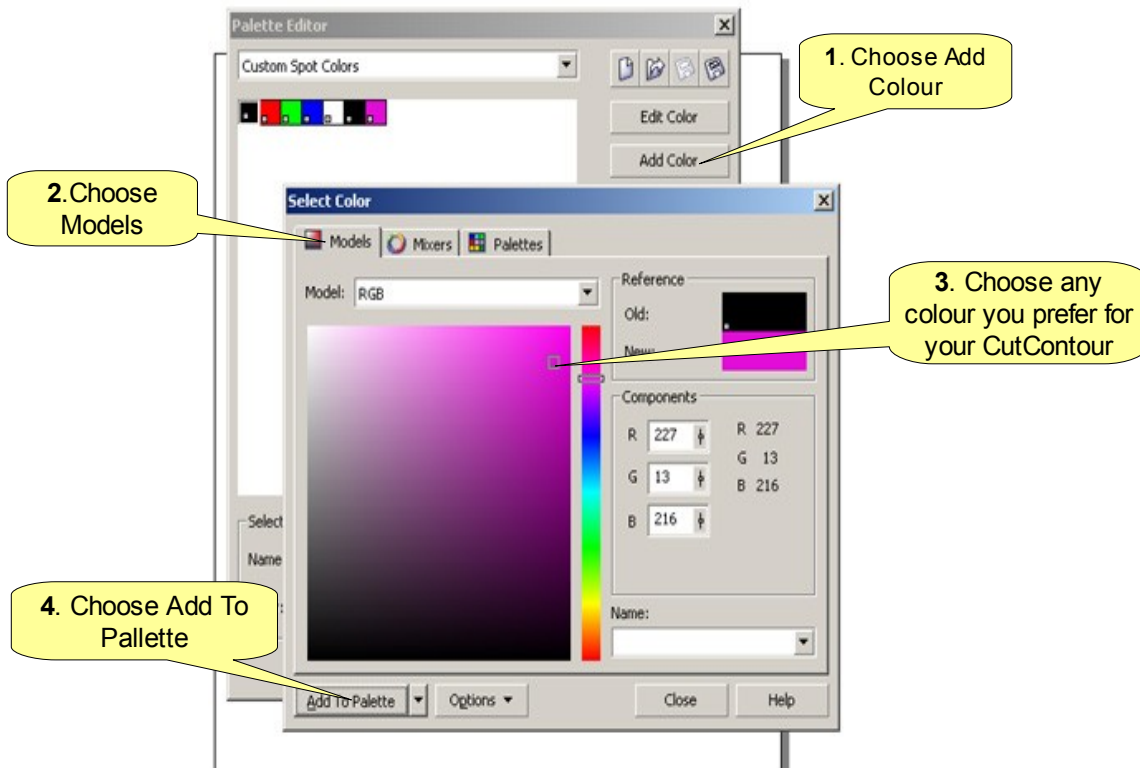 Palette Editor
Custom Spot Colors
1. Choose Add
Colour
Edit Color
Add Color
2.Choose
Models
Select Color
Models
Mixers
Palettes
Model: RGB
Reference
Old:
New:
3. Choose any
colour you prefer for
your CutContour
Components
R 227 R 227
G 13 G 13
B 216 B 216
Select
Name
4. Choose Add To
Pallette
Name:
Add To Palette
Options
Close
Help